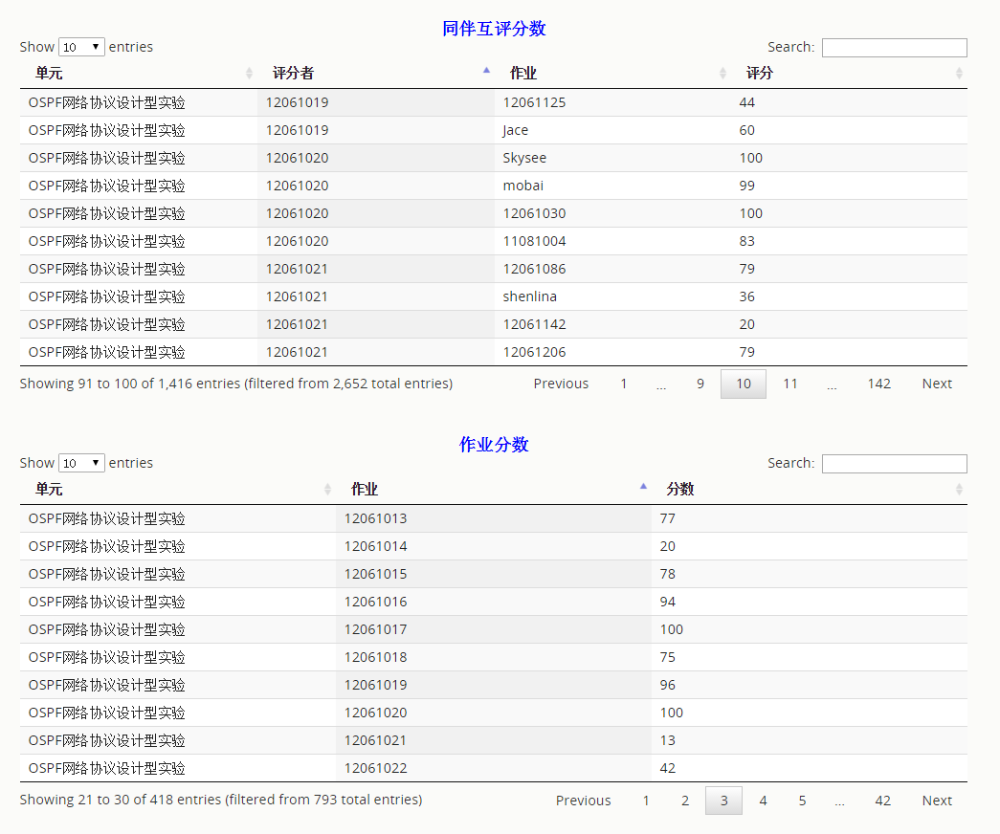 同伴互评分数
Show 10 entries Search:
单元 评分者 作业 评分
OSPF网络协议设计型实验 12061019 12061125 44
OSPF网络协议设计型实验 12061019 Jace 60
OSPF网络协议设计型实验 12061020 Skysee 100
OSPF网络协议设计型实验 12061020 mobai 99
OSPF网络协议设计型实验 12061020 12061030 100
OSPF网络协议设计型实验 12061020 11081004 83
OSPF网络协议设计型实验 12061021 12061086 79
OSPF网络协议设计型实验 12061021 shenlina 36
OSPF网络协议设计型实验 12061021 12061142 20
OSPF网络协议设计型实验 12061021 12061206 79
Showing 91 to 100 of 1,416 entries (filtered from 2,652 total entries) Previous 1 ... 9 10 11 ... 142 Next
作业分数
Show 10 entries Search:
单元 作业 分数
OSPF网络协议设计型实验 12061013 77
OSPF网络协议设计型实验 12061014 20
OSPF网络协议设计型实验 12061015 78
OSPF网络协议设计型实验 12061016 94
OSPF网络协议设计型实验 12061017 100
OSPF网络协议设计型实验 12061018 75
OSPF网络协议设计型实验 12061019 96
OSPF网络协议设计型实验 12061020 100
OSPF网络协议设计型实验 12061021 13
OSPF网络协议设计型实验 12061022 42
Showing 21 to 30 of 418 entries (filtered from 793 total entries) Previous 1 2 3 4 5 ... 42 Next